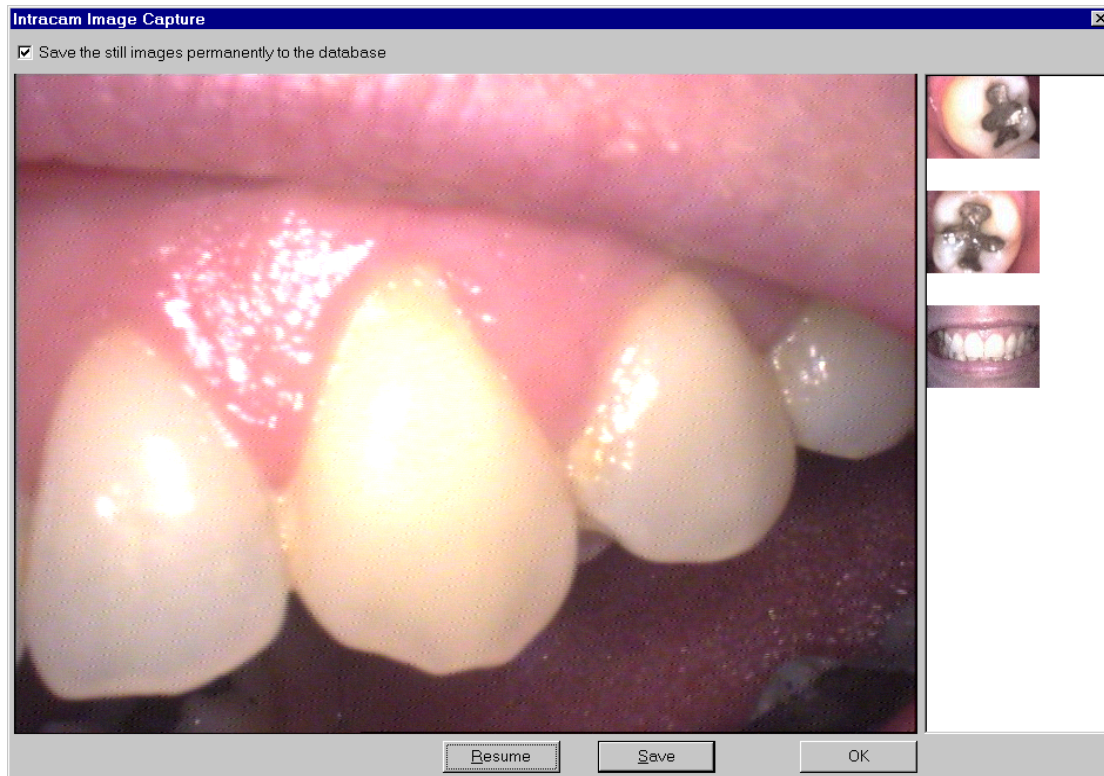 Intracam Image Capture
Save the still images permanently to the database
Resume
Save
OK